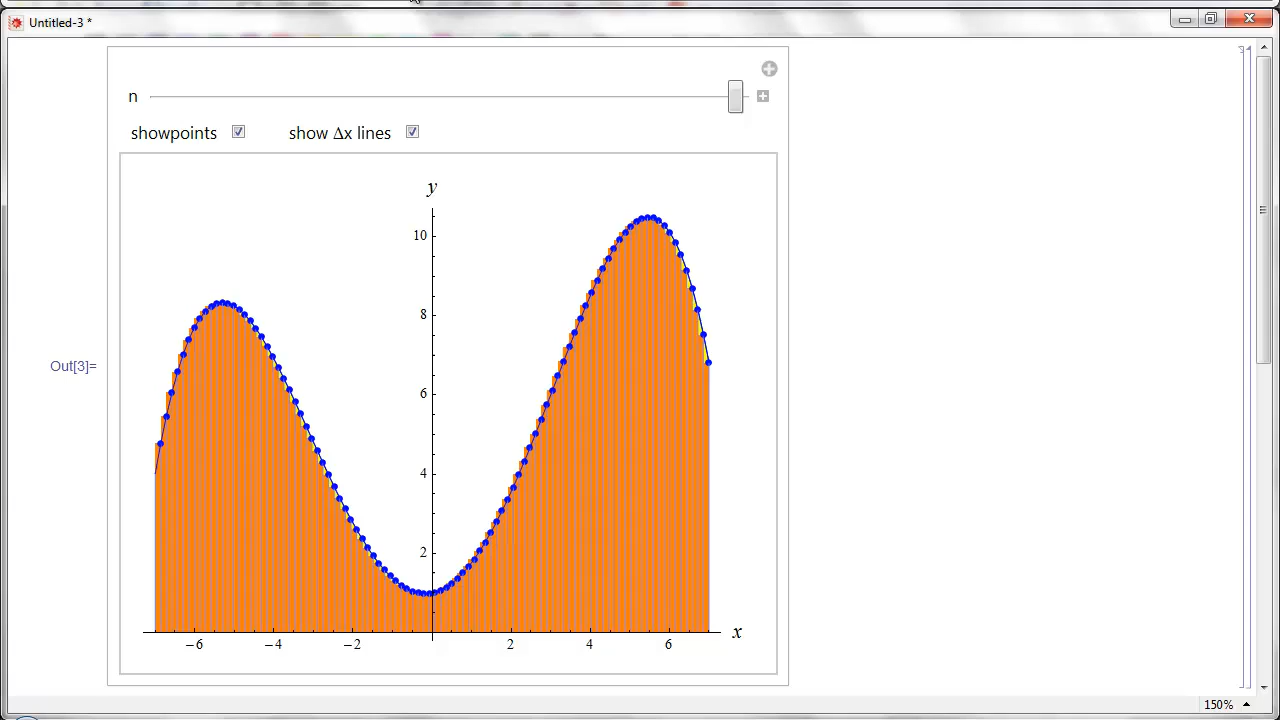 Untitled-3 *
n
showpoints show Δx lines
y
10
8
Out[3]=
6
4
2
−6 −4 −2 2 4 6 x
150%